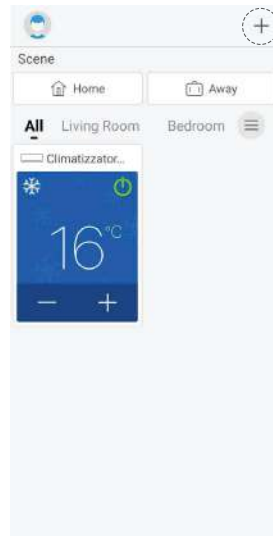 Scene
Home Away
All Living Room Bedroom
Climatizzator...
16°C
− +